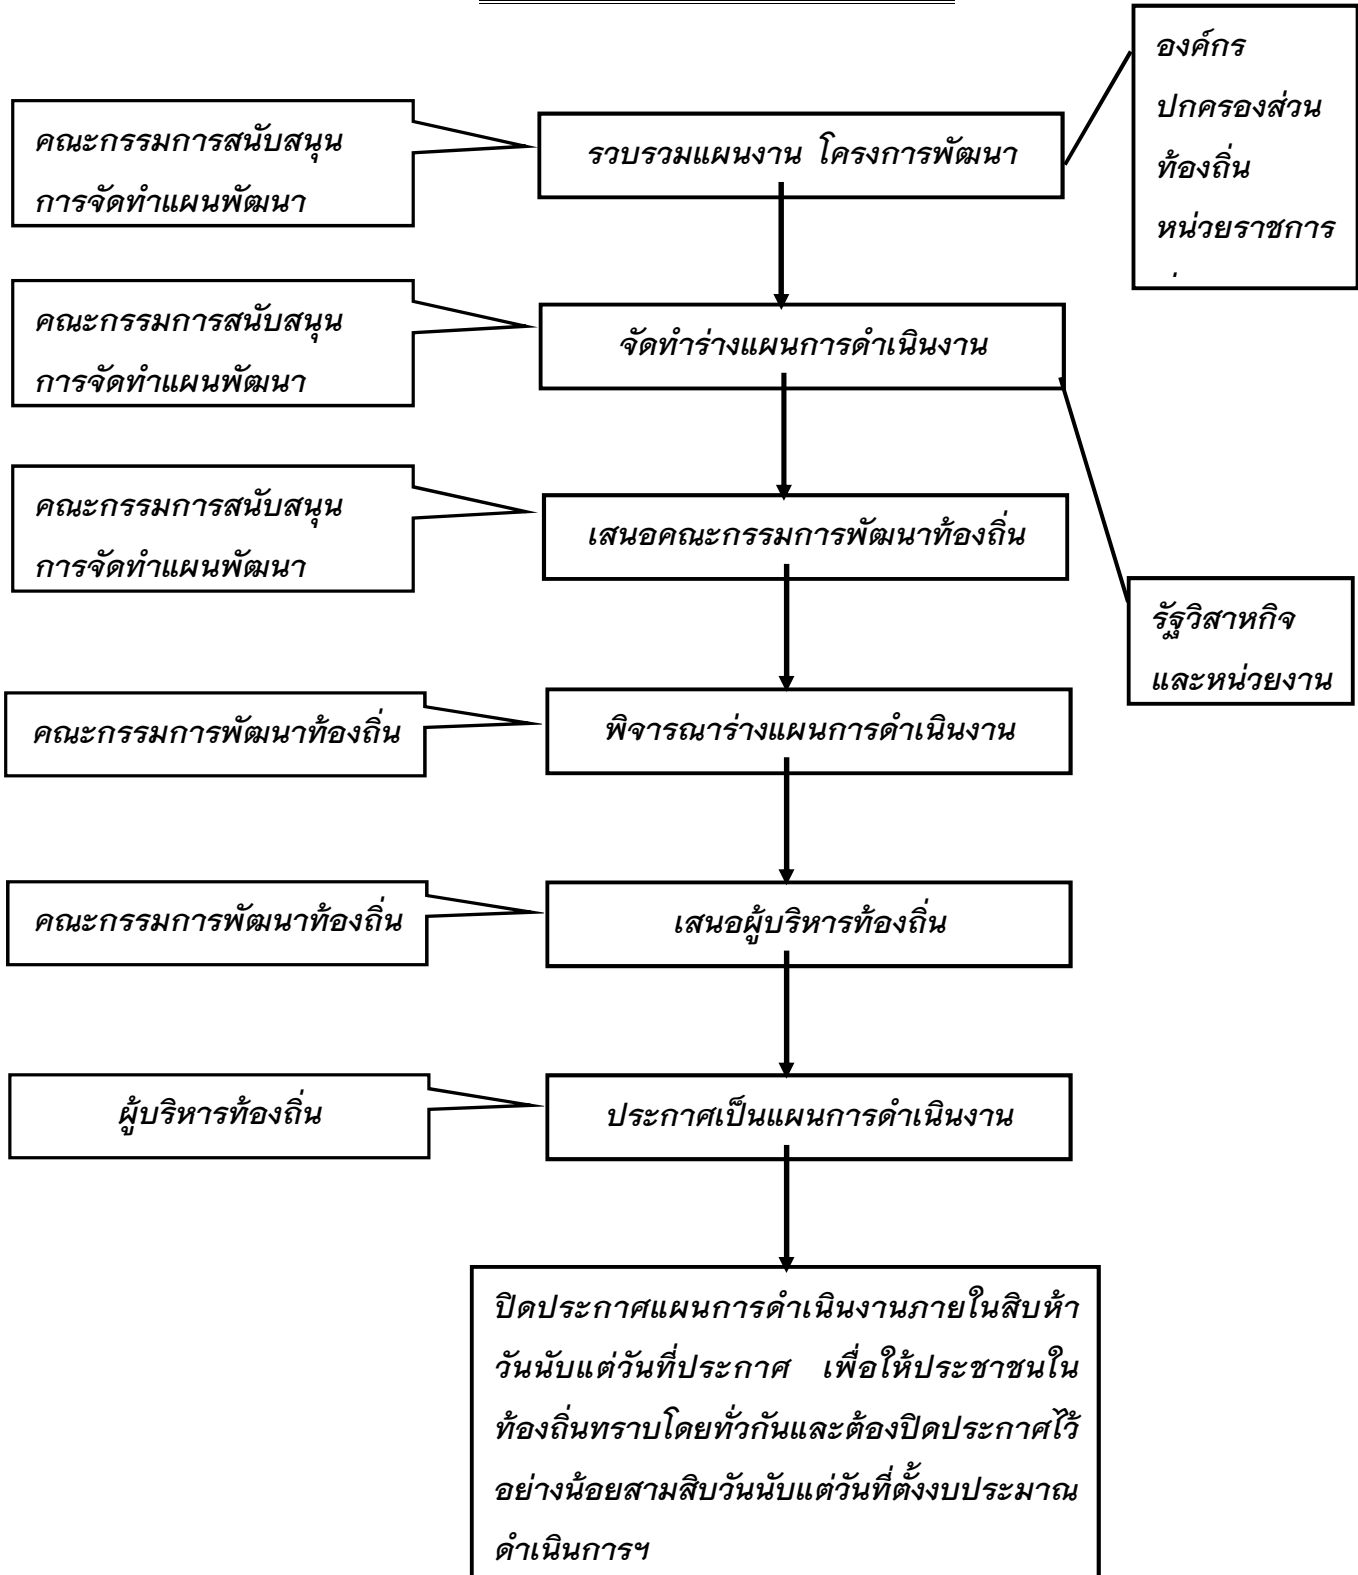 องค์กร
ปกครองส่วน
ท้องถิ่น
หน่วยราชการ
คณะกรรมการสนับสนุน
การจัดทำแผนพัฒนา
รวบรวมแผนงาน โครงการพัฒนา
คณะกรรมการสนับสนุน
การจัดทำแผนพัฒนา
จัดทำร่างแผนการดำเนินงาน
คณะกรรมการสนับสนุน
การจัดทำแผนพัฒนา
เสนอคณะกรรมการพัฒนาท้องถิ่น
รัฐวิสาหกิจ
และหน่วยงาน
คณะกรรมการพัฒนาท้องถิ่น
พิจารณาร่างแผนการดำเนินงาน
คณะกรรมการพัฒนาท้องถิ่น
เสนอผู้บริหารท้องถิ่น
ผู้บริหารท้องถิ่น
ประกาศเป็นแผนการดำเนินงาน
ปิดประกาศแผนการดำเนินงานภายในสิบห้า
วันนับแต่วันที่ประกาศ เพื่อให้ประชาชนใน
ท้องถิ่นทราบโดยทั่วกันและต้องปิดประกาศไว้
อย่างน้อยสามสิบวันนับแต่วันที่ตั้งงบประมาณ
ดำเนินการฯ